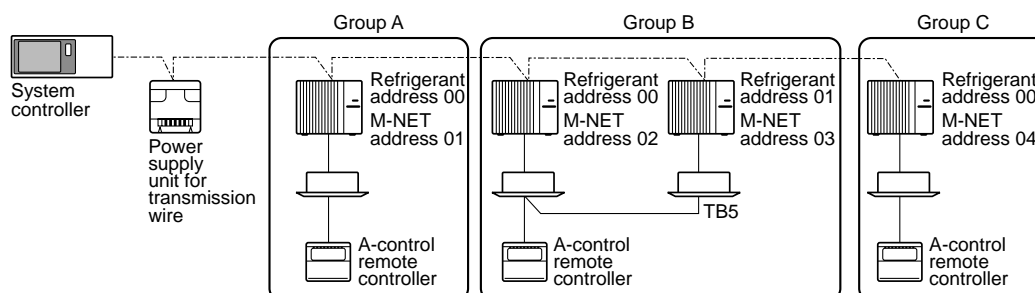 Group A
Group B
Group C
System
controller
Power
supply
unit for
transmission
wire
Refrigerant
address 00
M-NET
address 01
A-control
remote
controller
Refrigerant
address 00
M-NET
address 02
Refrigerant
address 01
M-NET
address 03
TB5
A-control
remote
controller
Refrigerant
address 00
M-NET
address 04
A-control
remote
controller